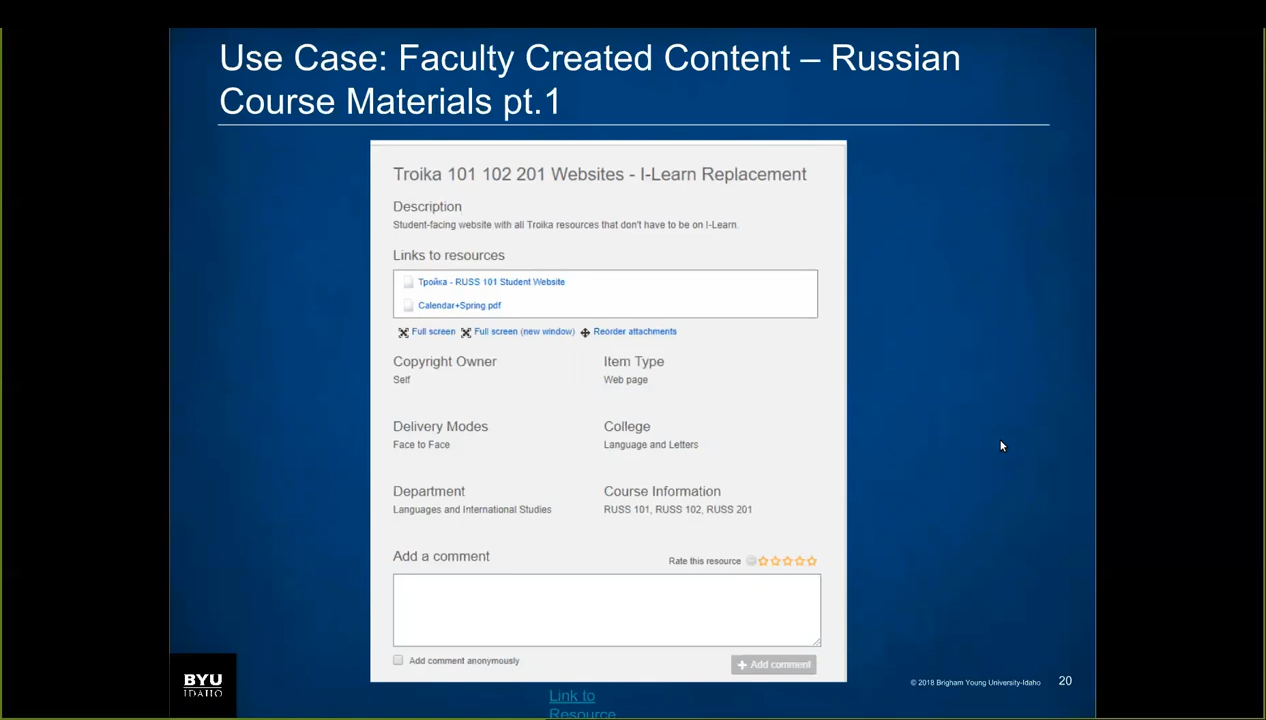 Use Case: Faculty Created Content – Russian
Course Materials pt.1
Troika 101 102 201 Websites - I-Learn Replacement
Description
Student-facing website with all Troika resources that don't have to be on I-Learn.
Links to resources
Тройка - RUSS 101 Student Website
Calendar+Spring.pdf
Full screen Full screen (new window) Reorder attachments
Copyright Owner Item Type
Self Web page
Delivery Modes College
Face to Face Language and Letters
Department Course Information
Languages and International Studies RUSS 101, RUSS 102, RUSS 201
Add a comment Rate this resource
Add comment anonymously Add comment
BYU
IDAHO
© 2018 Brigham Young University-Idaho 20
Link to
Resource